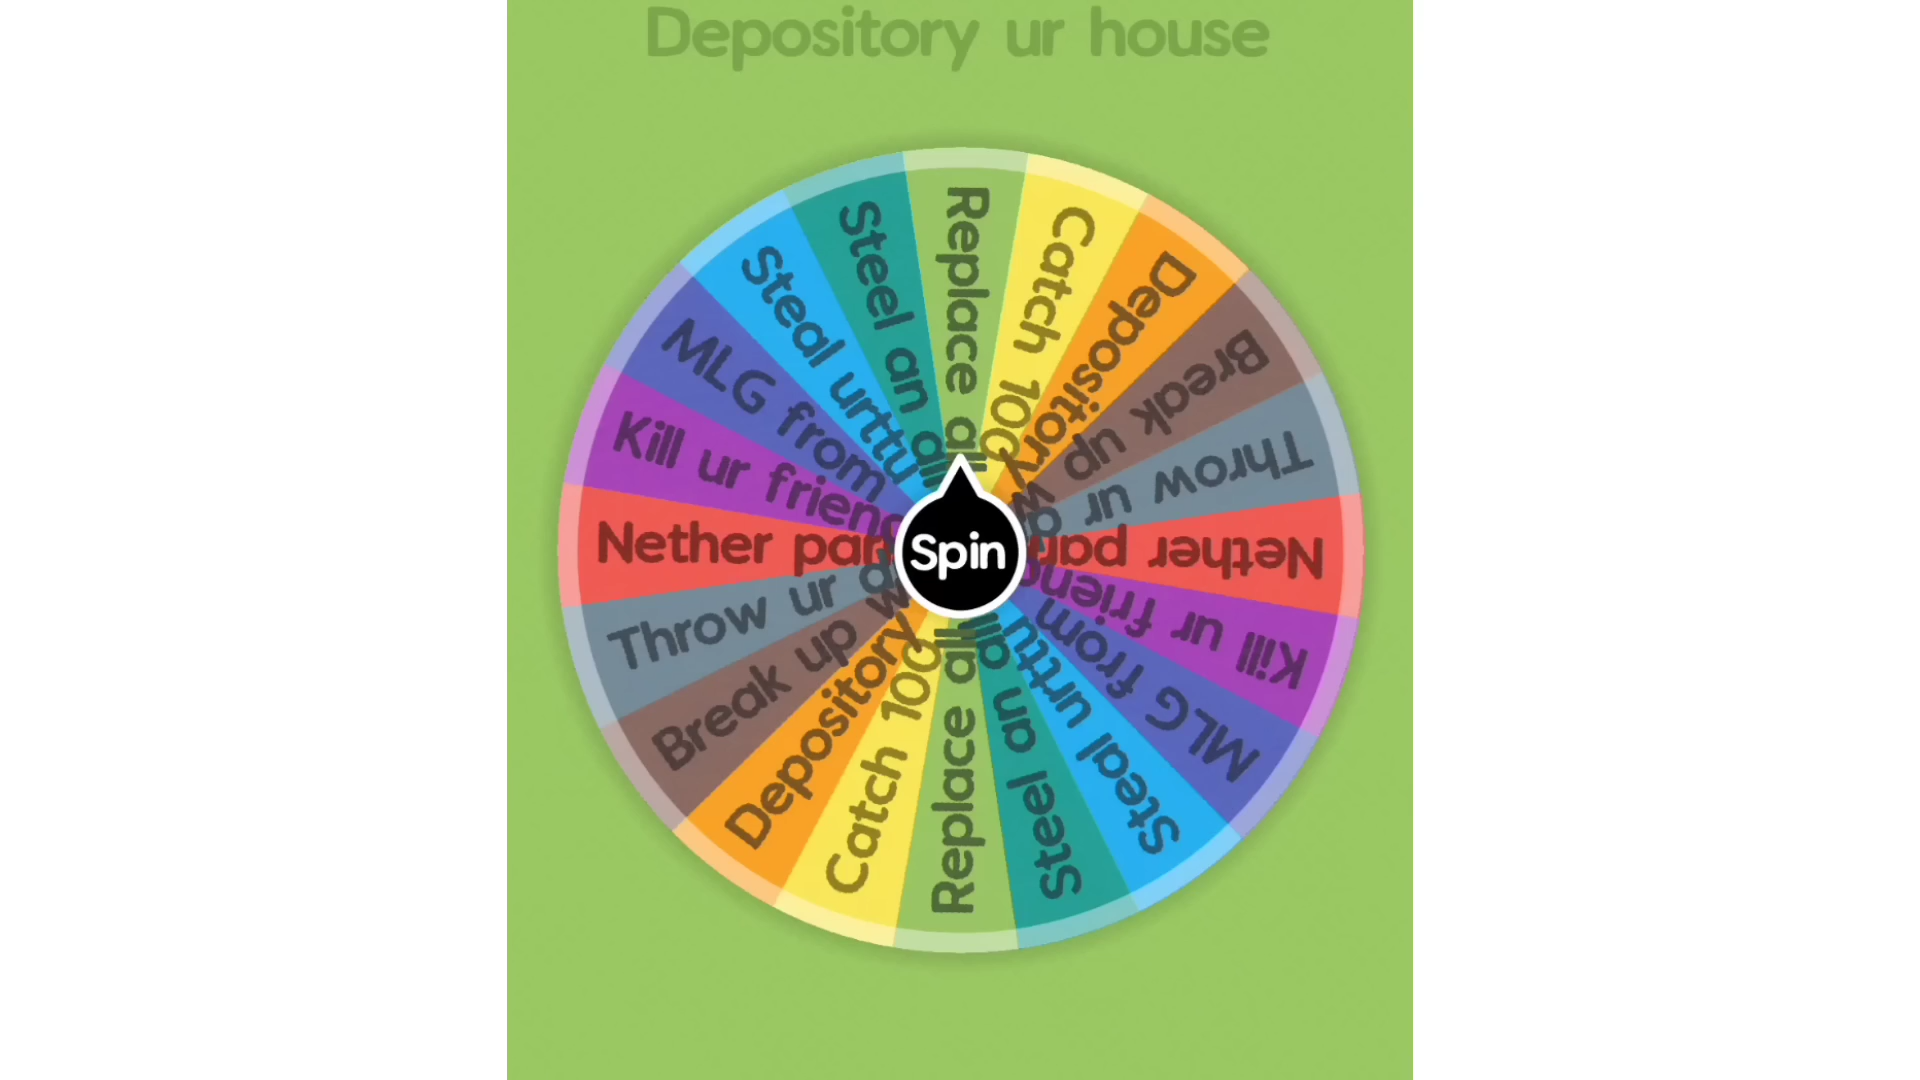 Depository ur house
Replace all
Catch 100
Depository
Break up
Throw ur
Nether par
Kill ur friend
MLG from
Steal urttu
Steel an
Replace all
Catch 100
Depository
Break up
Throw ur
Nether par
Kill ur friend
MLG from
Steal urttu
Steel an
Spin